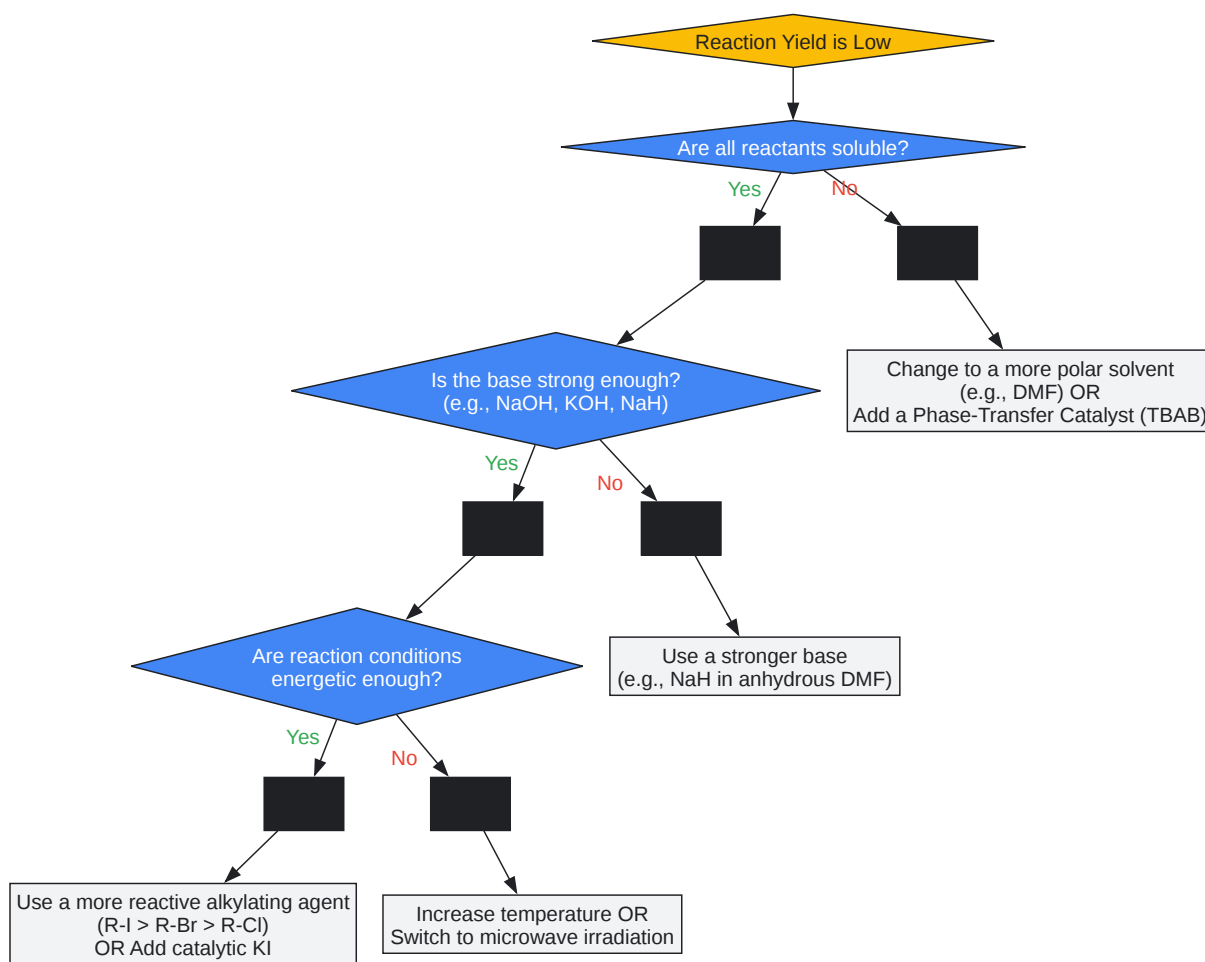 Reaction Yield is Low
Are all reactants soluble?
Yes
No
Change to a more polar solvent
(e.g., DMF) OR
Add a Phase-Transfer Catalyst (TBAB)
Is the base strong enough?
(e.g., NaOH, KOH, NaH)
Yes
No
Use a stronger base
(e.g., NaH in anhydrous DMF)
Are reaction conditions
energetic enough?
Yes
No
Use a more reactive alkylating agent
(R-I > R-Br > R-Cl)
OR Add catalytic KI
Increase temperature OR
Switch to microwave irradiation